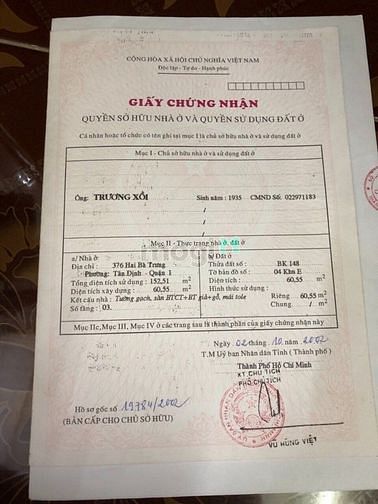 CỘNG HÒA XÃ HỘI CHỦ NGHĨA VIỆT NAM
Độc lập - Tự do - Hạnh phúc
GIẤY CHỨNG NHẬN
QUYỀN SỞ HỮU NHÀ Ở VÀ QUYỀN SỬ DỤNG ĐẤT Ở
Cá nhân hoặc tổ chức có tên ghi tại mục I là chủ sở hữu nhà ở và sử dụng đất ở
Mục I - Chủ sở hữu nhà ở và sử dụng đất ở
Ông: TRƯƠNG XỒI Sinh năm : 1935 CMND Số: 022971183
Mục II - Thực trạng nhà ở, đất ở
a/ Nhà ở b/ Đất ở
Địa chỉ : 376 Hai Bà Trưng Thửa đất số: BK 148
Phường: Tân Định - Quận 1 Tờ bản đồ số: 04 Khu E
Tổng diện tích sử dụng: 152,51 m² Diện tích: 60,55 m²
Diện tích xây dựng : 60,55 m² Hình thức sử dụng:
Kết cấu nhà : Tường gạch, sàn BTCT+BT giả+gỗ, mái tole Riêng 60,55 m²
Số tầng : 03. Chung / m²
Mục IIc, Mục III, Mục IV ở các trang sau là thành phần của giấy chứng nhận này
Ngày 02 tháng 10 năm 2002
T.M Uỷ ban Nhân dân Tỉnh ( Thành phố )
Thành Phố Hồ Chí Minh
KT CHỦ TỊCH
PHÓ CHỦ TỊCH
Hồ sơ gốc số 19784/2002
(BẢN CẤP CHO CHỦ SỞ HỮU)
VŨ HÙNG VIỆT
mogi